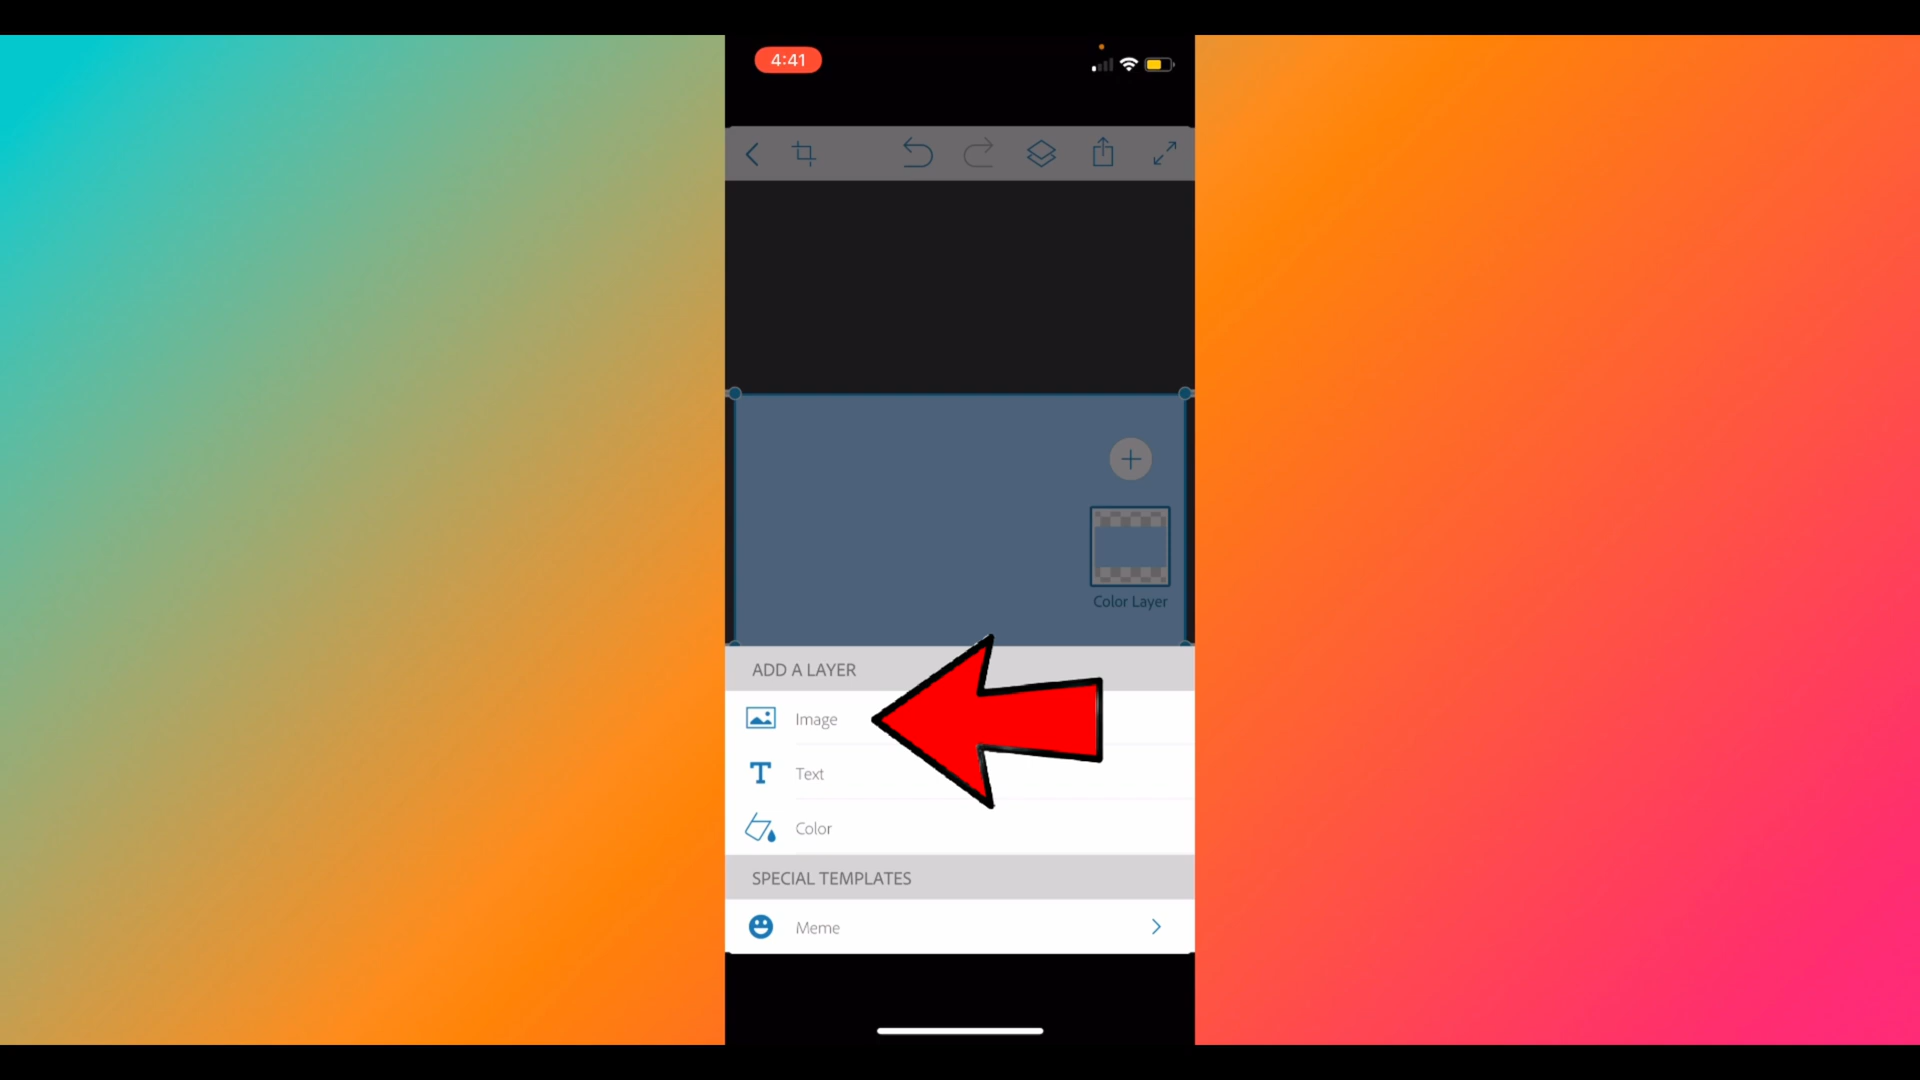 4:41
Color Layer
ADD A LAYER
Image
Text
Color
SPECIAL TEMPLATES
Meme